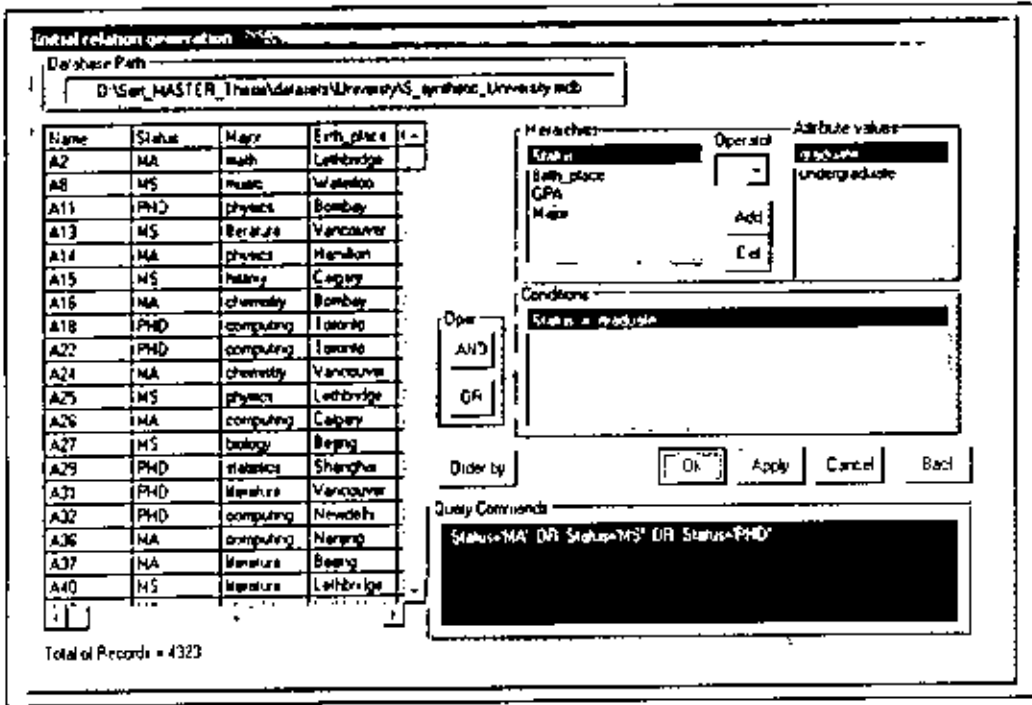 Initial relation generation
Database Path
Name Status Major Birth_place
A2 MA math Lethbridge
A8 MS music Waterloo
A11 PHD physics Bombay
A13 MS literature Vancouver
A14 MA physics Hamilton
A15 MS history Calgary
A16 MA chemistry Bombay
A18 PHD computing Toronto
A22 PHD computing Toronto
A24 MA chemistry Vancouver
A25 MS physics Lethbridge
A26 MA computing Calgary
A27 MS biology Beijing
A29 PHD statistics Shanghai
A31 PHD literature Vancouver
A32 PHD computing Newdelhi
A36 MA computing Nanjing
A37 MA literature Beijing
A40 MS literature Lethbridge
Total of Records = 4323
Hierarchies
Status
Birth_place
GPA
Major
Operator
Add
Del
Attribute values
graduate
undergraduate
Conditions
Status = graduate
Oper
AND
OR
Order by
Ok Apply Cancel Back
Query Commands
Status='MA' OR Status='MS' OR Status='PHD'